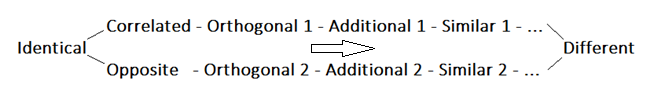 Correlated - Orthogonal 1 - Additional 1 - Similar 1 - ...
Identical
Different
Opposite - Orthogonal 2 - Additional 2 - Similar 2 - ...